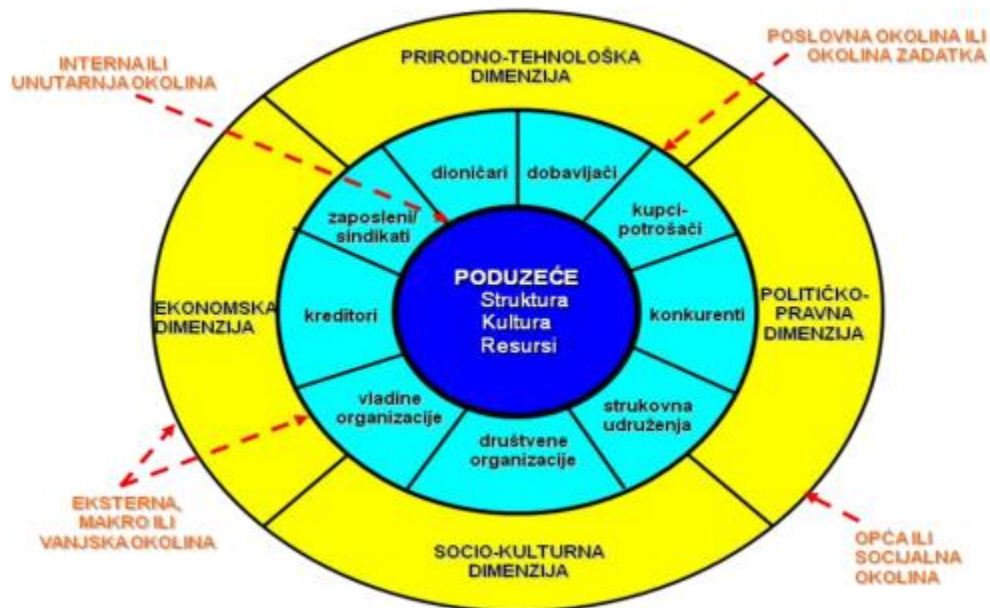 INTERNA ILI
UNUTARNJA OKOLINA
POSLOVNA OKOLINA ILI
OKOLINA ZADATKA
PRIRODNO-TEHNOLOŠKA
DIMENZIJA
dioničari
dobavljači
zaposleni/
sindikati
kupci-
potrošači
PODUZEĆE
Struktura
Kultura
Resursi
EKONOMSKA
DIMENZIJA
kreditori
konkurenti
POLITIČKO-
PRAVNA
DIMENZIJA
vladine
organizacije
društvene
organizacije
strukovna
udruženja
EKSTERNA,
MAKRO ILI
VANJSKA OKOLINA
SOCIO-KULTURNA
DIMENZIJA
OPĆA ILI
SOCIJALNA
OKOLINA